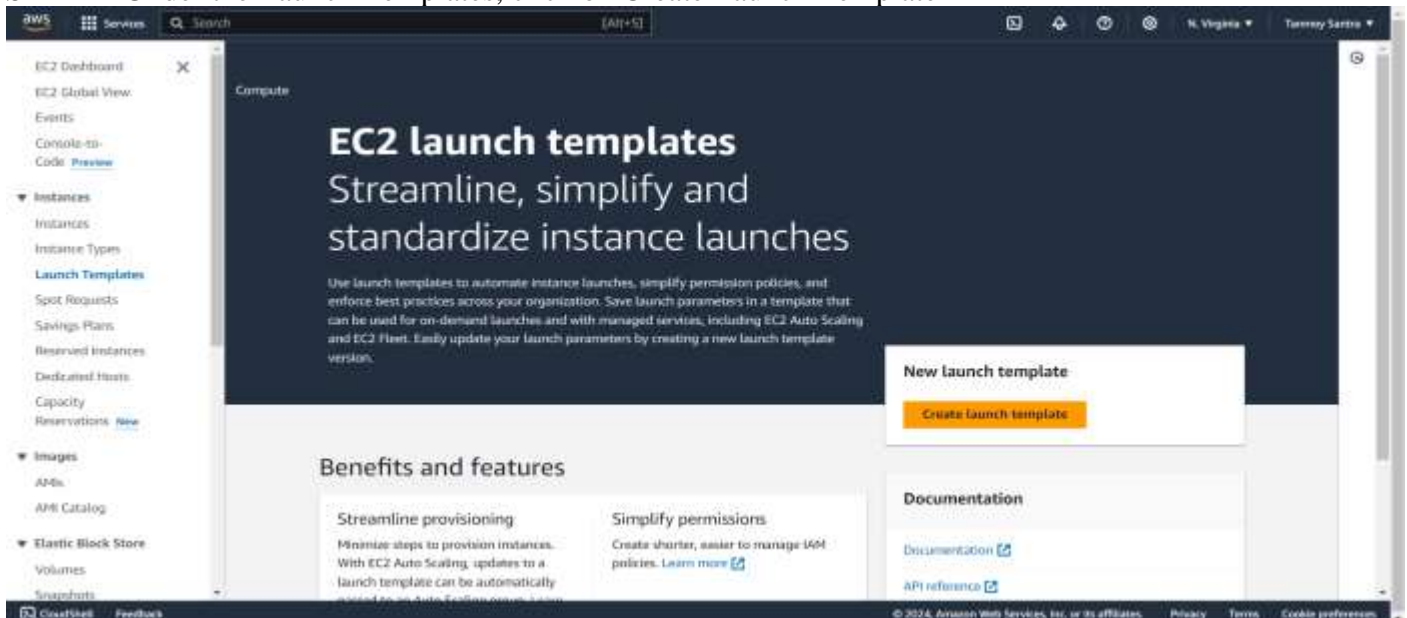 aws
Services
Search
[Alt+S]
N. Virginia
Tanmoy Santra
EC2 Dashboard
EC2 Global View
Events
Console-to-
Code Preview
Instances
Instances
Instance Types
Launch Templates
Spot Requests
Savings Plans
Reserved Instances
Dedicated Hosts
Capacity
Reservations New
Images
AMIs
AMI Catalog
Elastic Block Store
Volumes
Snapshots
Compute
EC2 launch templates
Streamline, simplify and
standardize instance launches
Use launch templates to automate instance launches, simplify permission policies, and
enforce best practices across your organization. Save launch parameters in a template that
can be used for on-demand launches and with managed services, including EC2 Auto Scaling
and EC2 Fleet. Easily update your launch parameters by creating a new launch template
version.
New launch template
Create launch template
Benefits and features
Streamline provisioning
Minimize steps to provision instances.
With EC2 Auto Scaling, updates to a
launch template can be automatically
Simplify permissions
Create shorter, easier to manage IAM
policies. Learn more
Documentation
Documentation
API reference
CloudShell
Feedback
© 2024, Amazon Web Services, Inc. or its affiliates.
Privacy
Terms
Cookie preferences